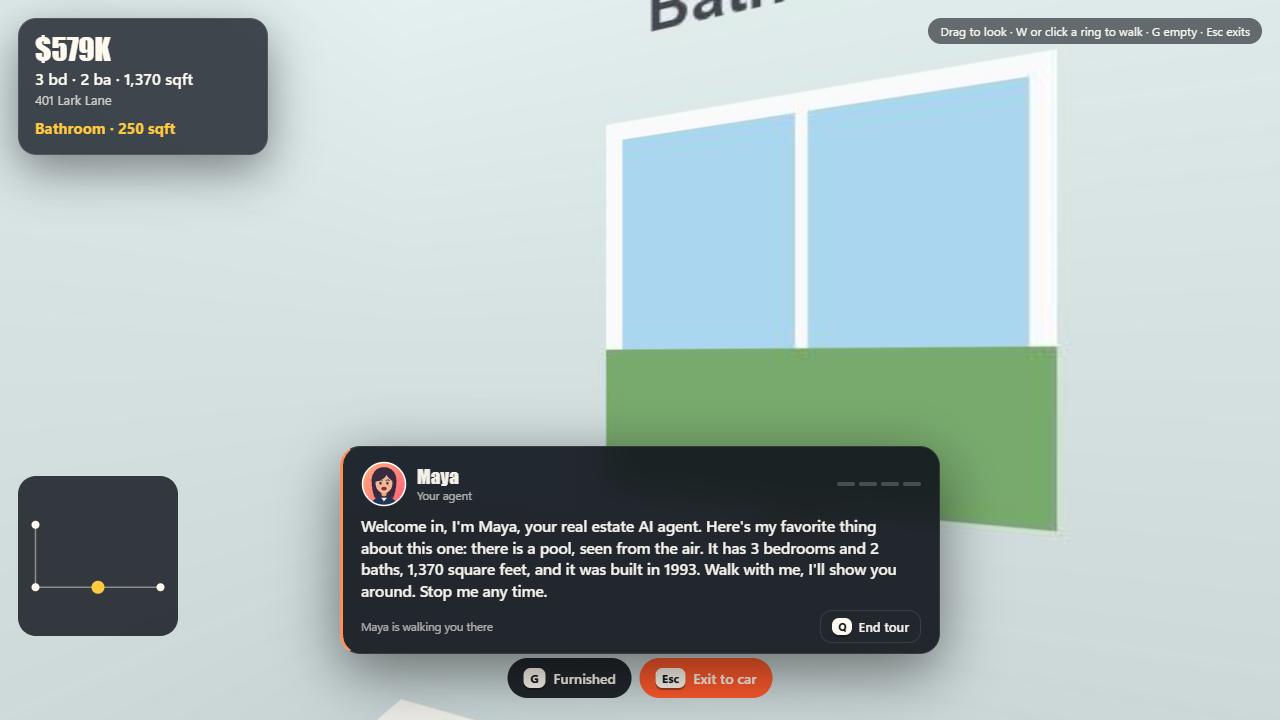 Bath
Drag to look · W or click a ring to walk · G empty · Esc exits
$579K
3 bd · 2 ba · 1,370 sqft
401 Lark Lane
Bathroom · 250 sqft
Maya
Your agent
Welcome in, I'm Maya, your real estate AI agent. Here's my favorite thing
about this one: there is a pool, seen from the air. It has 3 bedrooms and 2
baths, 1,370 square feet, and it was built in 1993. Walk with me, I'll show you
around. Stop me any time.
Maya is walking you there
Q End tour
G Furnished
Esc Exit to car